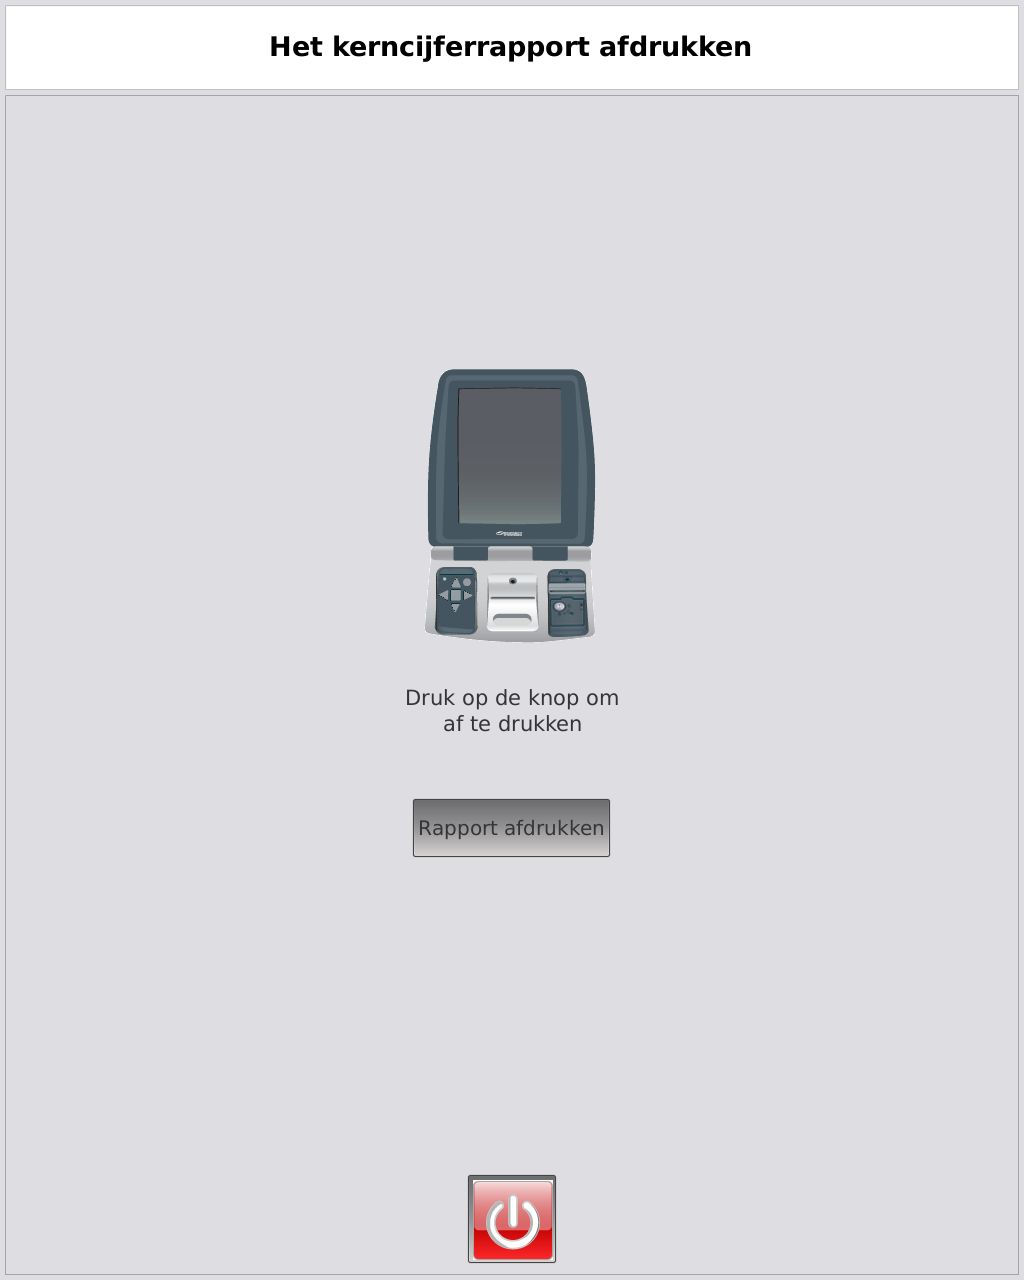 Het kerncijferrapport afdrukken
Druk op de knop om
af te drukken
Rapport afdrukken